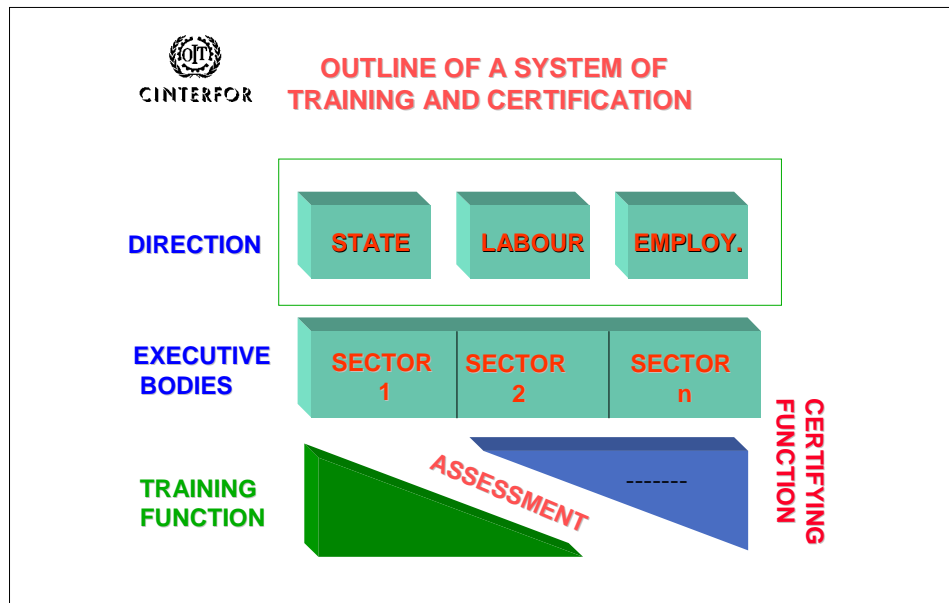 OIT
CINTERFOR
OUTLINE OF A SYSTEM OF
TRAINING AND CERTIFICATION
DIRECTION
STATE
LABOUR
EMPLOY.
EXECUTIVE
BODIES
SECTOR
1
SECTOR
2
SECTOR
n
TRAINING
FUNCTION
ASSESSMENT
-------
CERTIFYING
FUNCTION